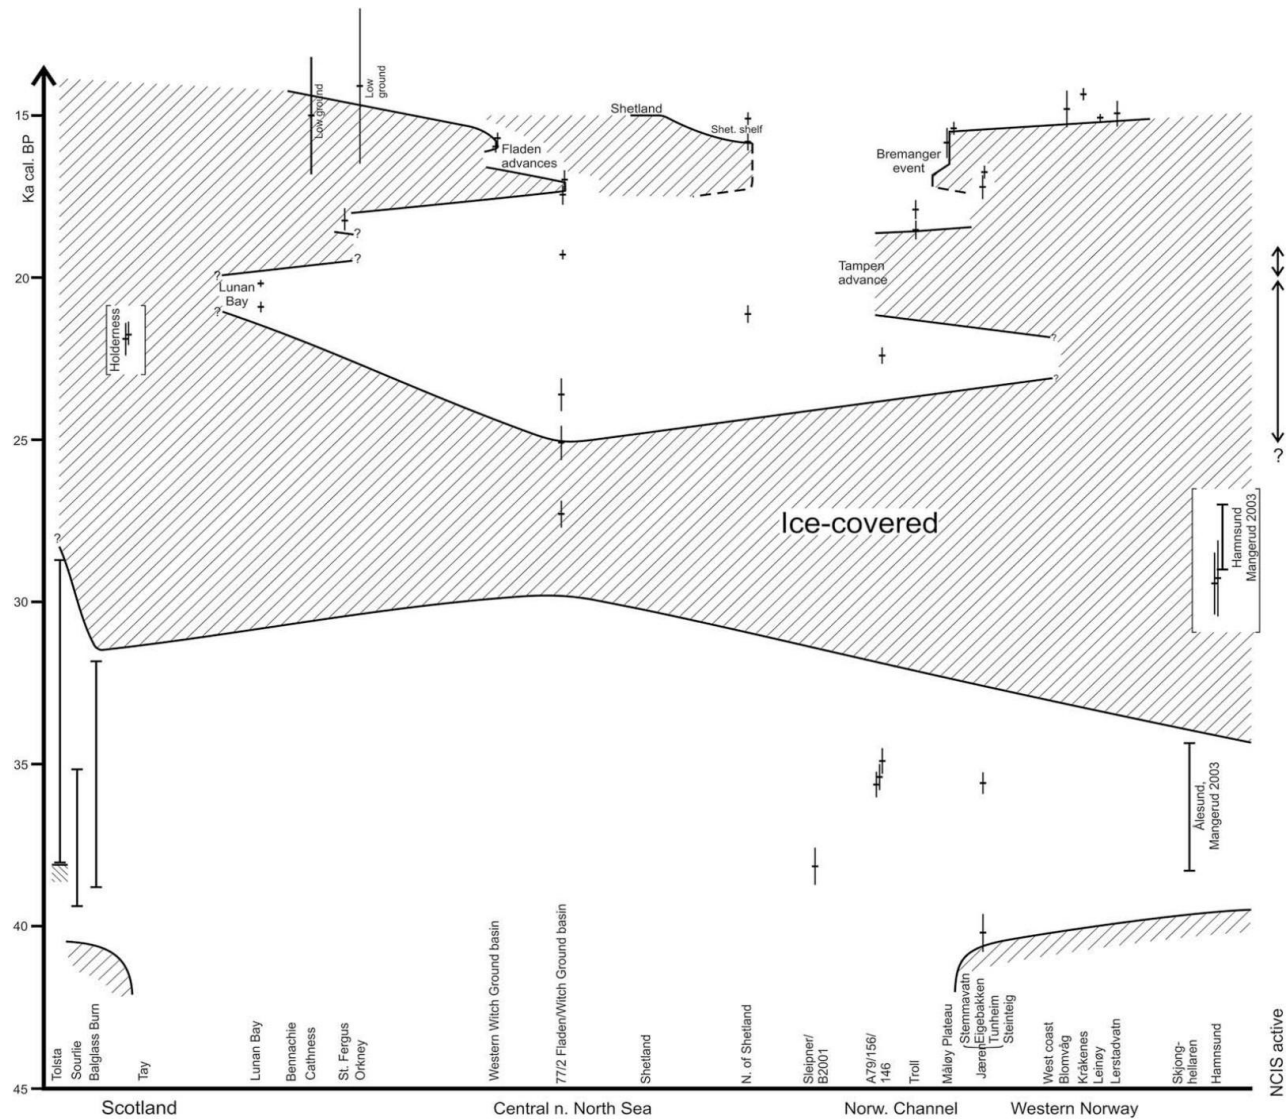 Ka cal. BP
15
20
25
30
35
40
45
Low ground
Low
ground
Shetland
Shet. shelf
Fladen
advances
Bremanger
event
?
?
?
Lunan
Bay
?
Tampen
advance
?
?
Holderness
?
Ice-covered
?
Hamnsund
Mangerud 2003
Ålesund,
Mangerud 2003
Tolsta
Sourlie
Balglass Burn
Tay
Lunan Bay
Bennachie
Cathness
St. Fergus
Orkney
Western Witch Ground basin
77/2 Fladen/Witch Ground basin
Shetland
N. of Shetland
Sleipner/
B2001
A79/156/
146
Troll
Måløy Plateau
Stemmavatn
Jæren
Eigebakken
Tunheim
Steinteig
West coast
Blomvåg
Kråkenes
Leinøy
Lerstadvatn
Skjong-
hellaren
Hamnsund
NCIS active
Scotland
Central n. North Sea
Norw. Channel
Western Norway